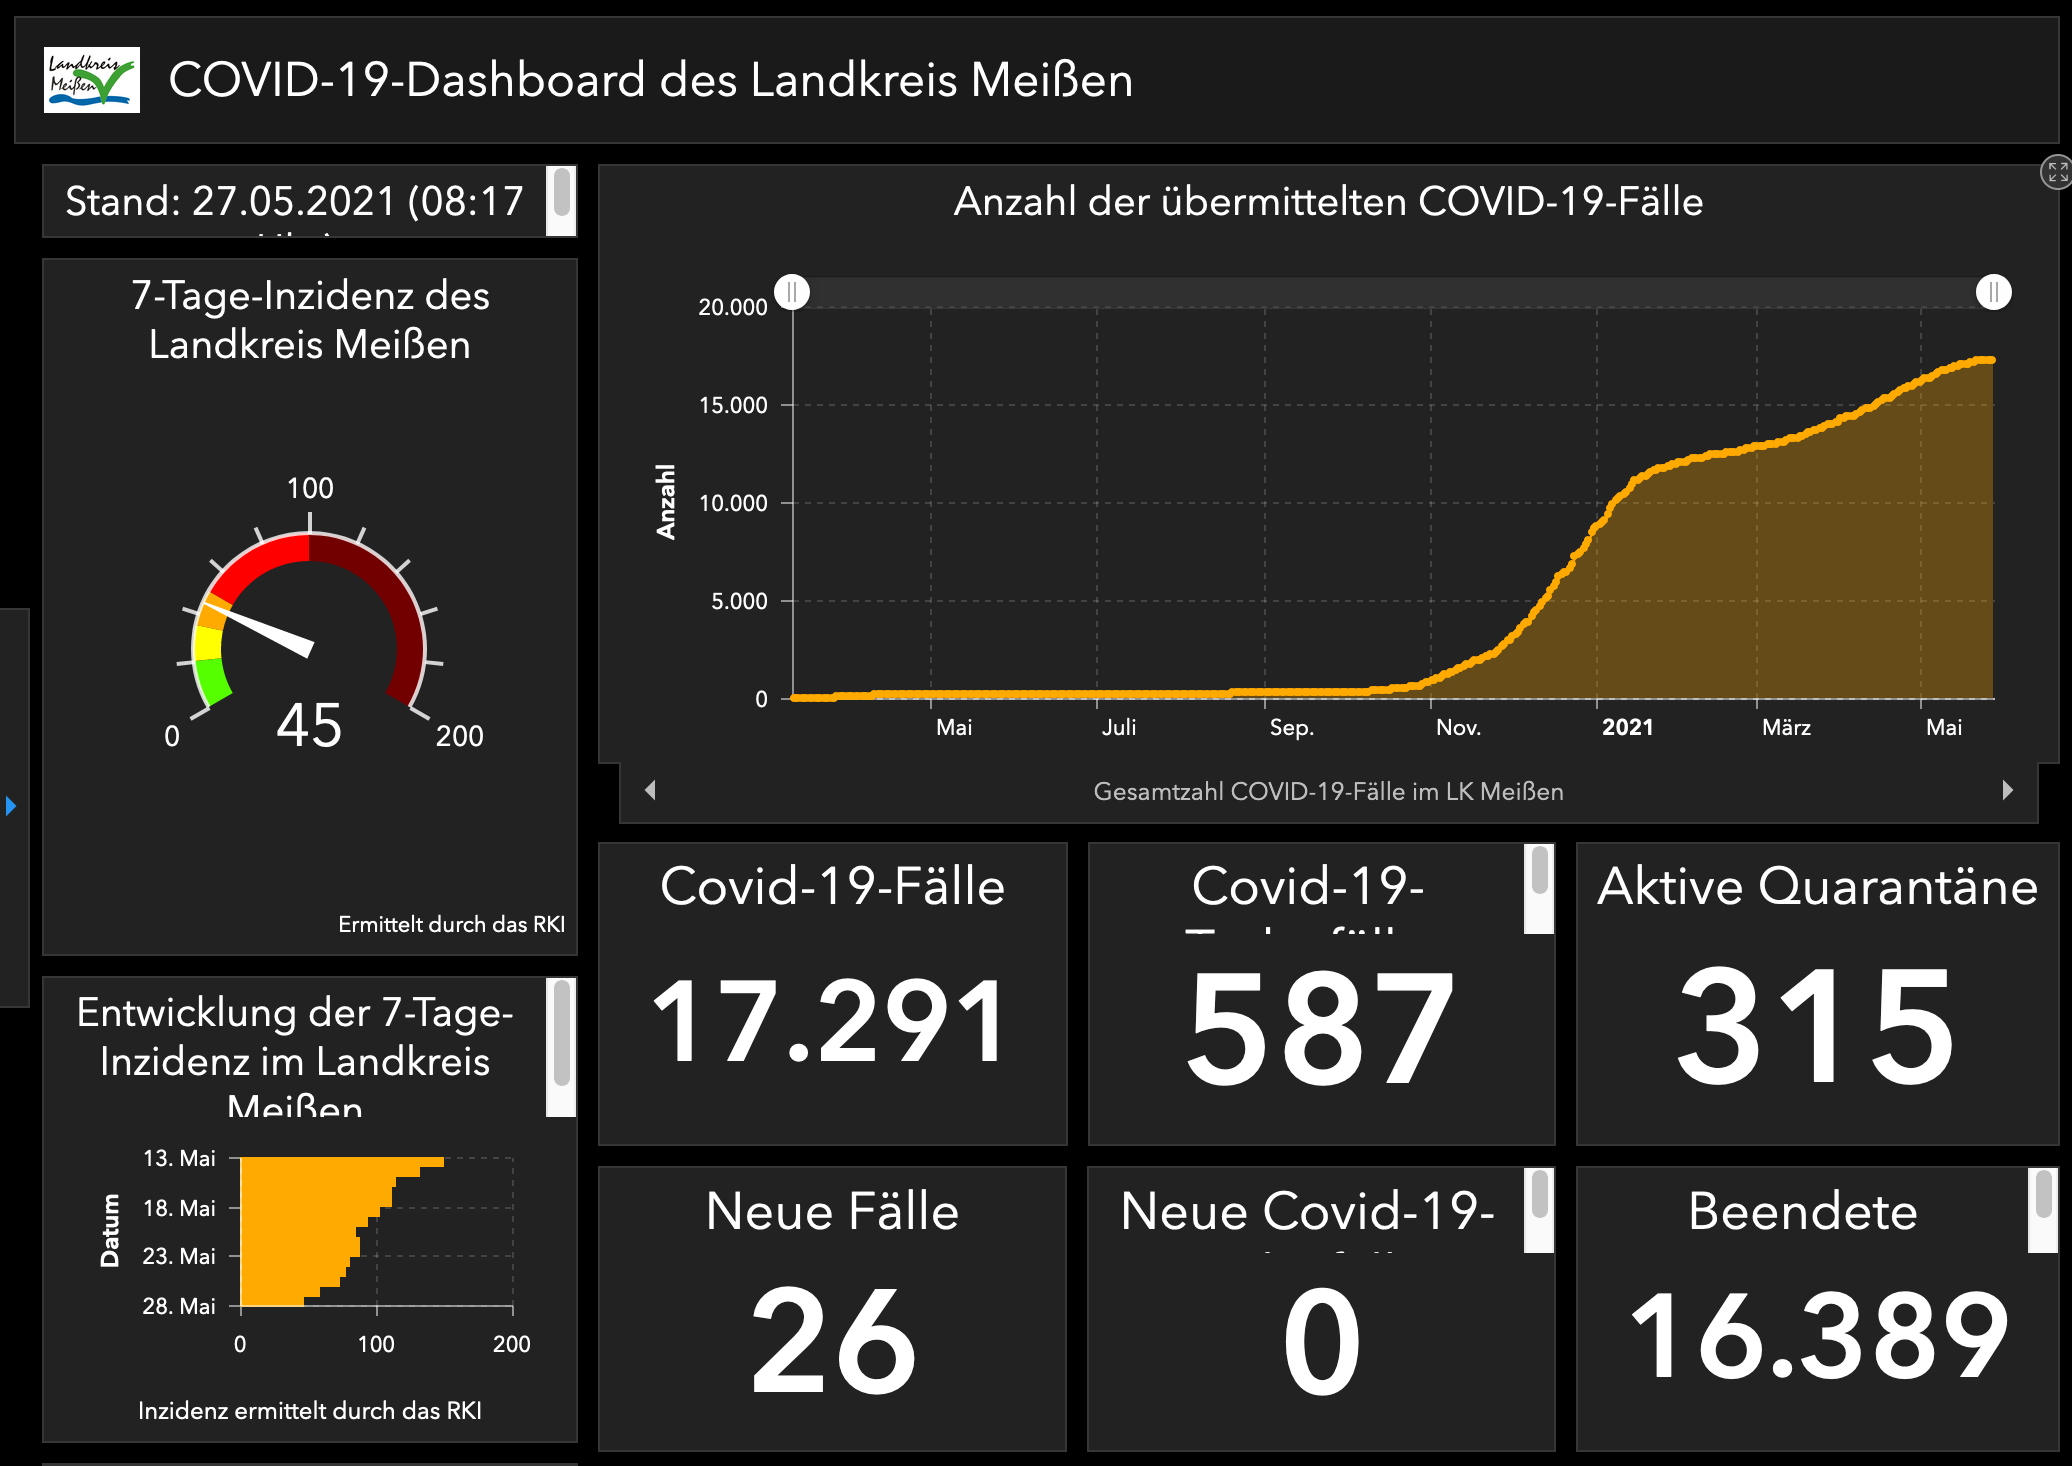 Landkreis
Meißen
COVID-19-Dashboard des Landkreis Meißen
Stand: 27.05.2021 (08:17
7-Tage-Inzidenz des
Landkreis Meißen
100
0
45
200
Ermittelt durch das RKI
Entwicklung der 7-Tage-
Inzidenz im Landkreis
Meißen
Datum
13. Mai
18. Mai
23. Mai
28. Mai
0 100 200
Inzidenz ermittelt durch das RKI
Anzahl der übermittelten COVID-19-Fälle
Anzahl
20.000
15.000
10.000
5.000
0
Mai Juli Sep. Nov. 2021 März Mai
Gesamtzahl COVID-19-Fälle im LK Meißen
Covid-19-Fälle
17.291
Covid-19-
587
Aktive Quarantäne
315
Neue Fälle
26
Neue Covid-19-
0
Beendete
16.389